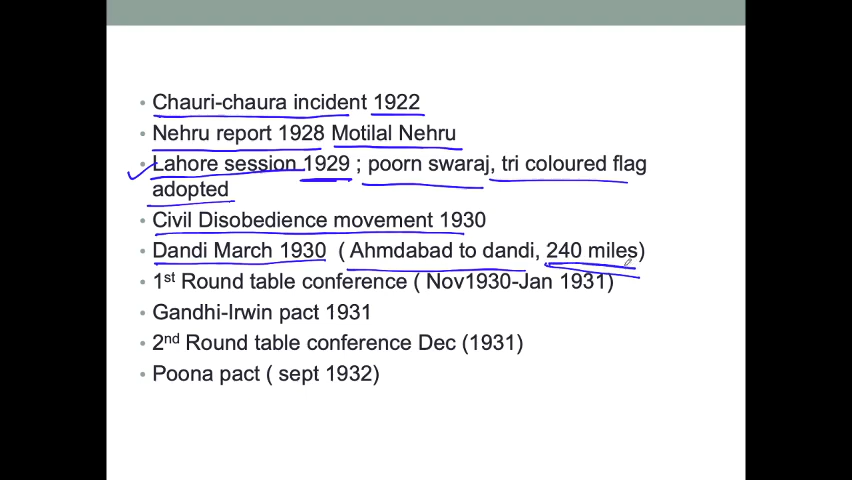 • Chauri-chaura incident 1922
• Nehru report 1928 Motilal Nehru
• Lahore session 1929 ; poorn swaraj, tri coloured flag
adopted
• Civil Disobedience movement 1930
• Dandi March 1930 ( Ahmdabad to dandi, 240 miles)
• 1st Round table conference ( Nov1930-Jan 1931)
• Gandhi-Irwin pact 1931
• 2nd Round table conference Dec (1931)
• Poona pact ( sept 1932)